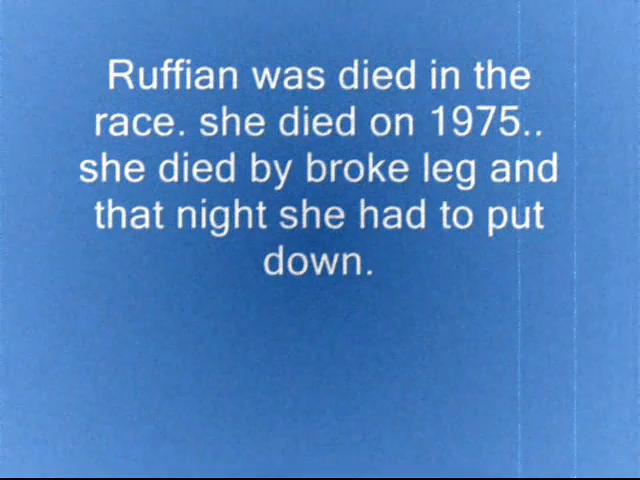 Ruffian was died in the
race. she died on 1975..
she died by broke leg and
that night she had to put
down.